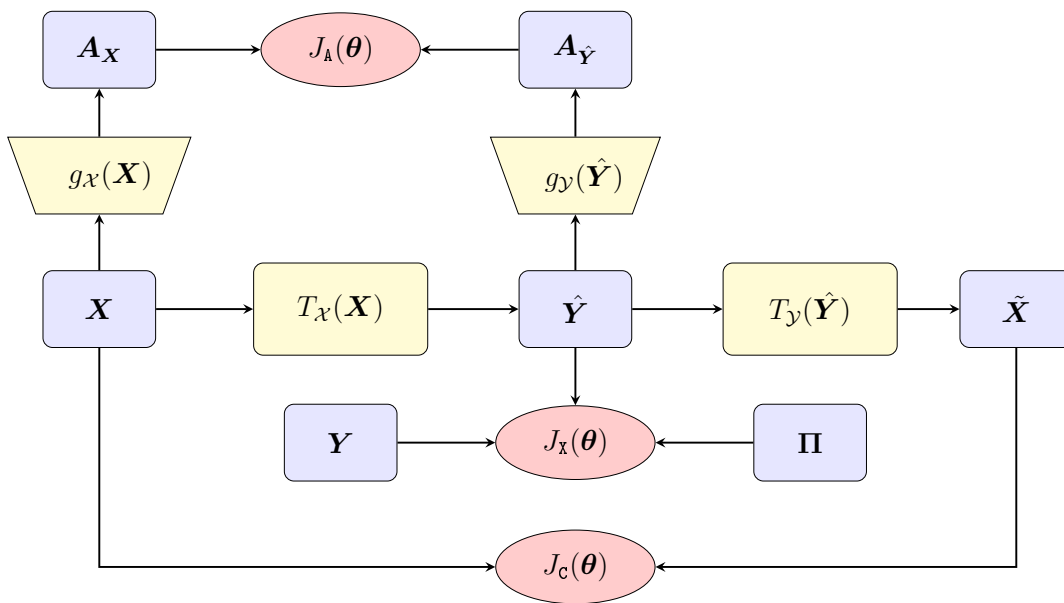 𝑨_𝑿 J_A(𝜽) 𝑨_Ŷ
g_𝒳(𝑿) g_𝒴(Ŷ)
𝑿 T_𝒳(𝑿) Ŷ T_𝒴(Ŷ) X̃
𝒀 J_X(𝜽) 𝚷
J_C(𝜽)